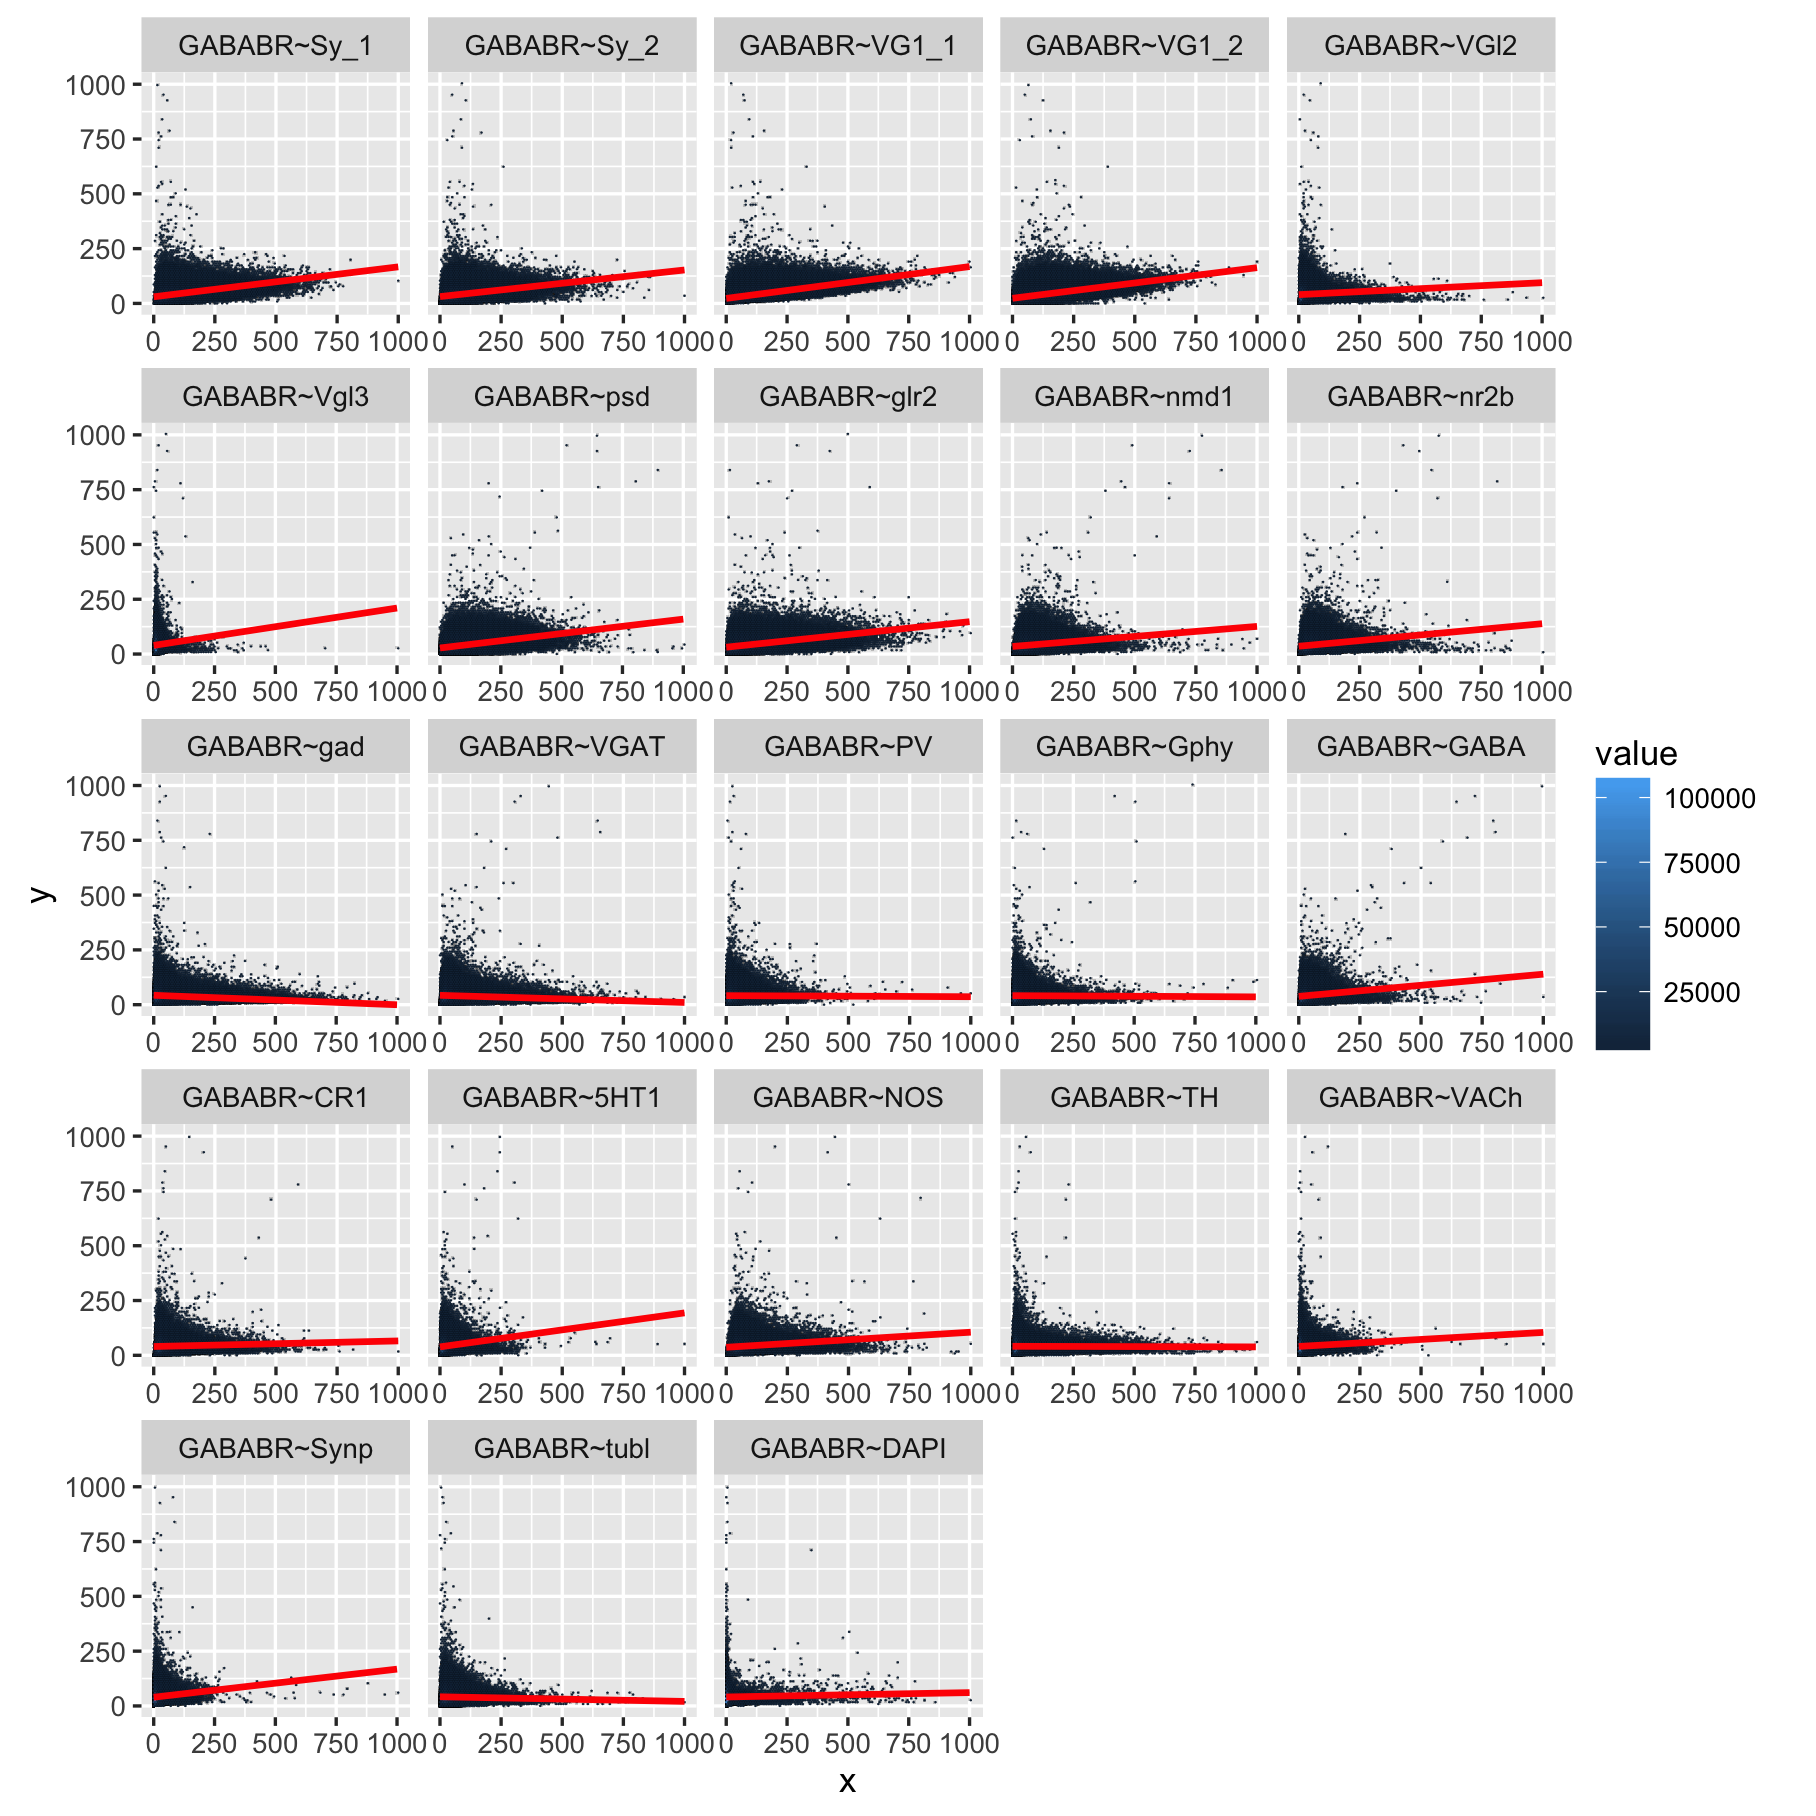 GABABR~Sy_1 GABABR~Sy_2 GABABR~VG1_1 GABABR~VG1_2 GABABR~VGl2
1000
750
500
250
0
0 250 500 750 1000 0 250 500 750 1000 0 250 500 750 1000 0 250 500 750 1000 0 250 500 750 1000
GABABR~Vgl3 GABABR~psd GABABR~glr2 GABABR~nmd1 GABABR~nr2b
1000
750
500
250
0
0 250 500 750 1000 0 250 500 750 1000 0 250 500 750 1000 0 250 500 750 1000 0 250 500 750 1000
GABABR~gad GABABR~VGAT GABABR~PV GABABR~Gphy GABABR~GABA
1000
750
500
250
0
0 250 500 750 1000 0 250 500 750 1000 0 250 500 750 1000 0 250 500 750 1000 0 250 500 750 1000
GABABR~CR1 GABABR~5HT1 GABABR~NOS GABABR~TH GABABR~VACh
1000
750
500
250
0
0 250 500 750 1000 0 250 500 750 1000 0 250 500 750 1000 0 250 500 750 1000 0 250 500 750 1000
GABABR~Synp GABABR~tubl GABABR~DAPI
1000
750
500
250
0
0 250 500 750 1000 0 250 500 750 1000 0 250 500 750 1000
x
y
value
100000
75000
50000
25000